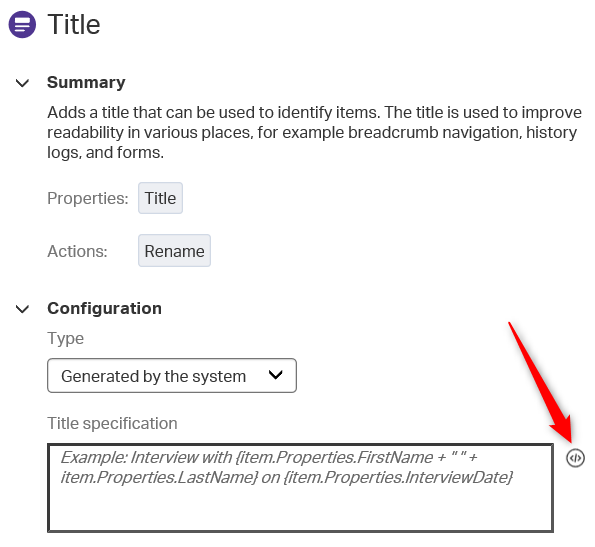 Title
Summary
Adds a title that can be used to identify items. The title is used to improve
readability in various places, for example breadcrumb navigation, history
logs, and forms.
Properties: Title
Actions: Rename
Configuration
Type
Generated by the system
Title specification
Example: Interview with {item.Properties.FirstName + " " +
item.Properties.LastName} on {item.Properties.InterviewDate}